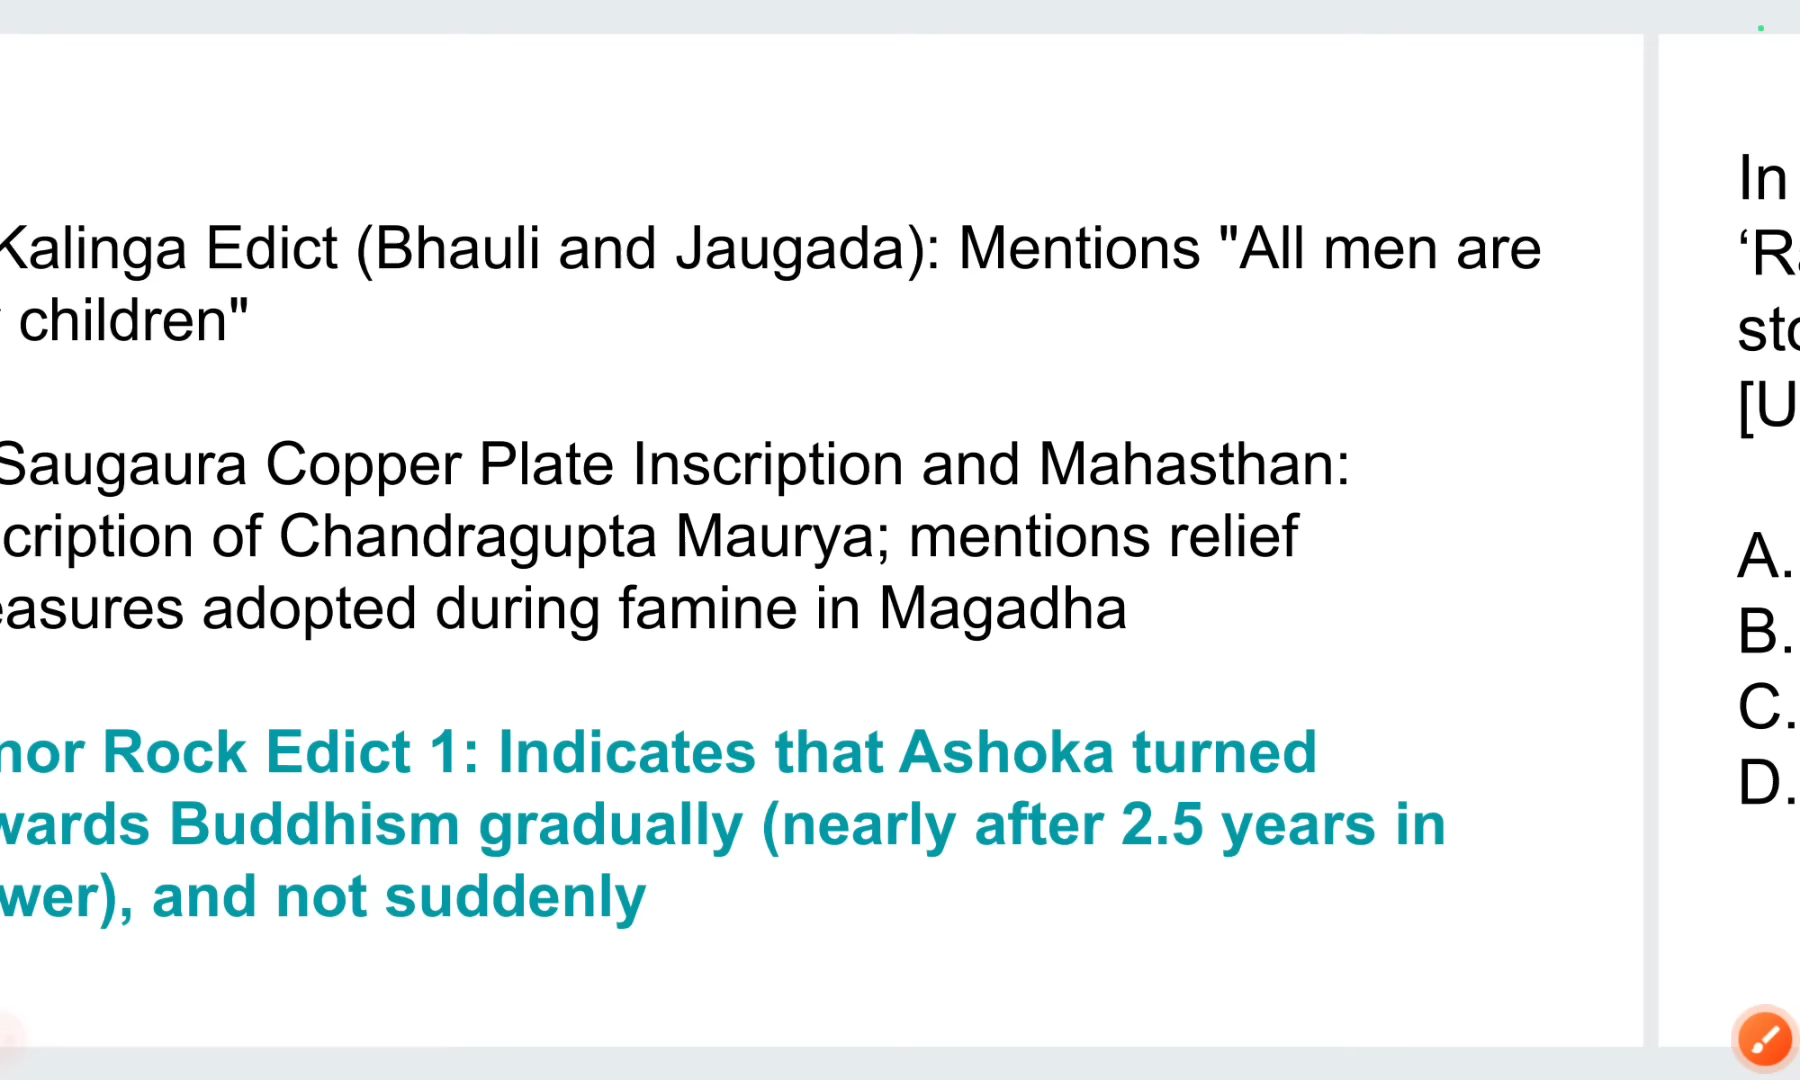 Kalinga Edict (Bhauli and Jaugada): Mentions "All men are
children"
Saugaura Copper Plate Inscription and Mahasthan:
cription of Chandragupta Maurya; mentions relief
easures adopted during famine in Magadha
nor Rock Edict 1: Indicates that Ashoka turned
wards Buddhism gradually (nearly after 2.5 years in
wer), and not suddenly
In
‘Ra
sto
[U
A.
B.
C.
D.